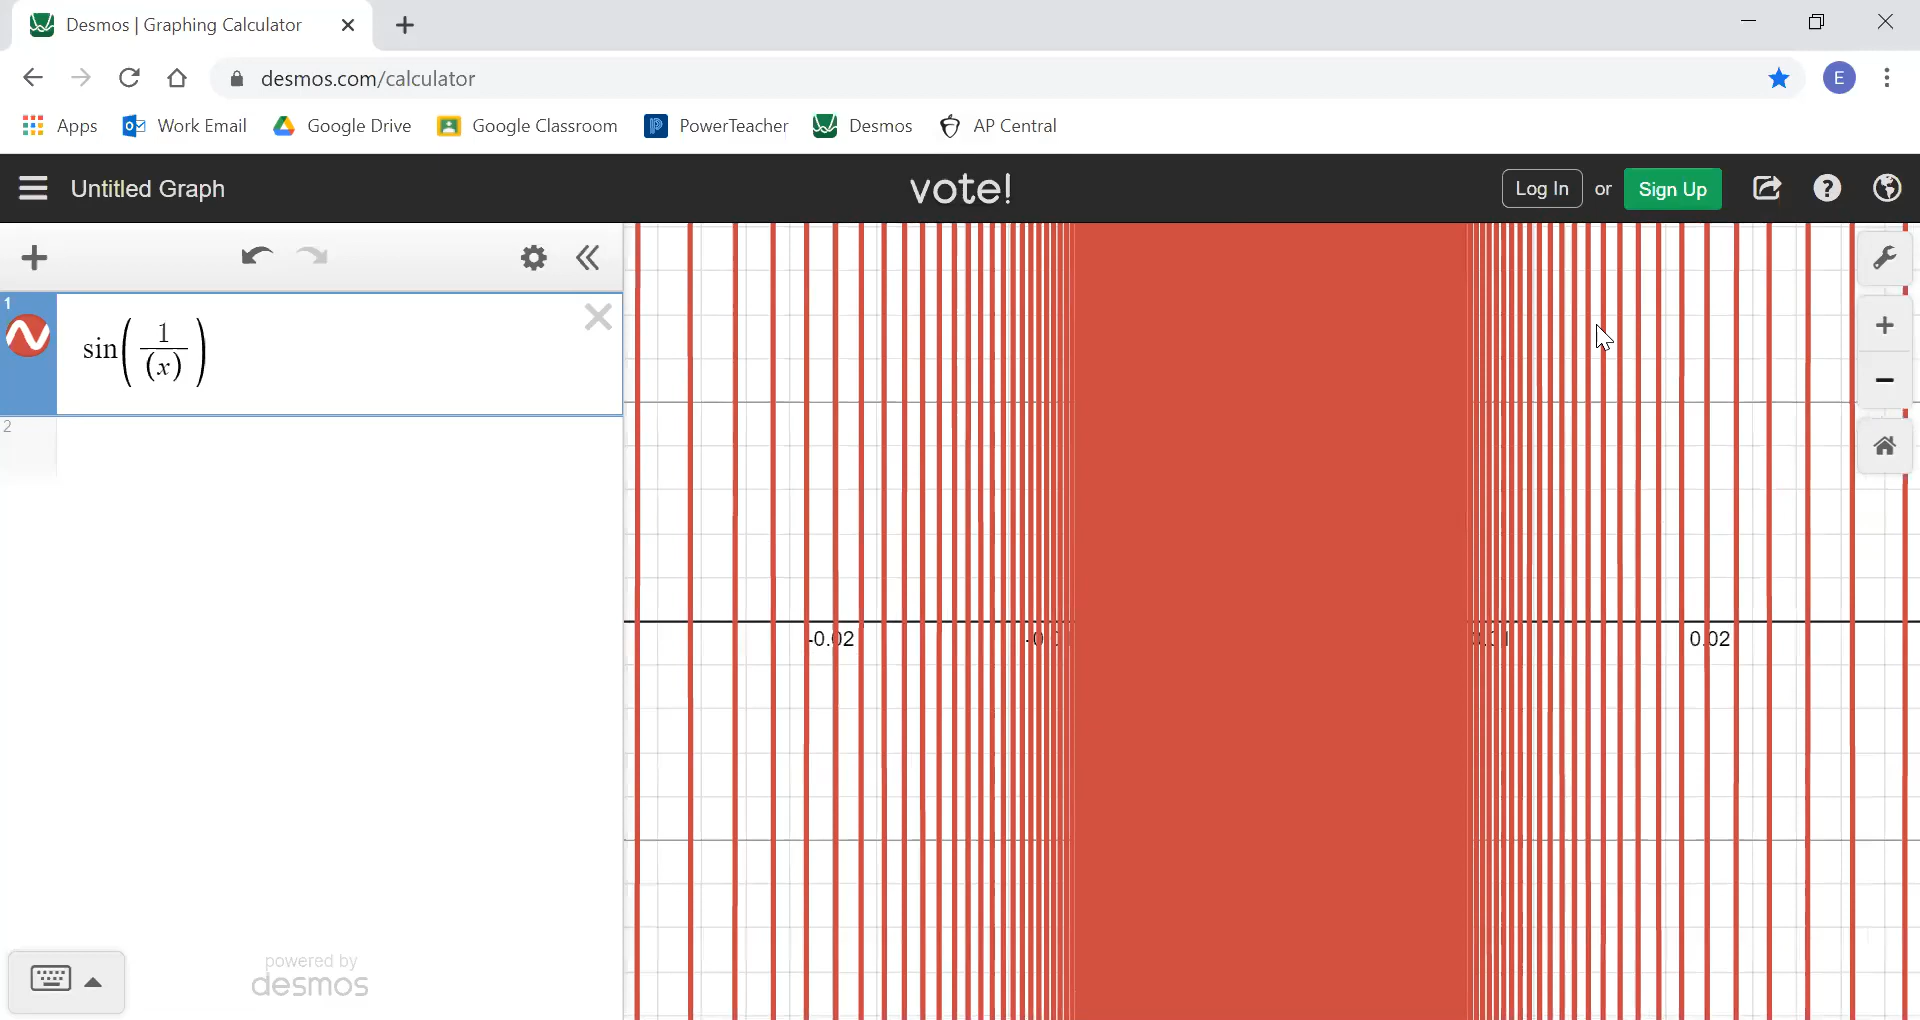 Desmos | Graphing Calculator
desmos.com/calculator
E
Apps Work Email Google Drive Google Classroom PowerTeacher Desmos AP Central
Untitled Graph vote! Log In or Sign Up
1
sin(1/(x))
2
-0.02 0.02
powered by
desmos